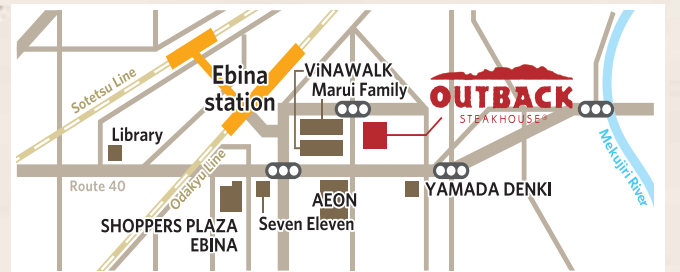 Sotetsu Line
Ebina
station
ViNAWALK
Marui Family
OUTBACK
STEAKHOUSE®
Library
Mekujiri River
Route 40
Odakyu Line
SHOPPERS PLAZA
EBINA
Seven Eleven
AEON
YAMADA DENKI